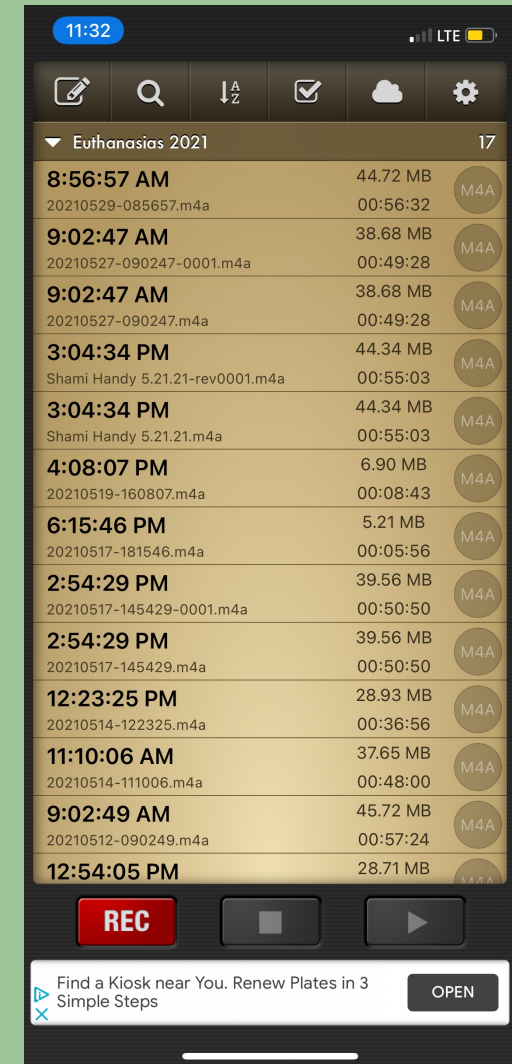 11:32
LTE
A
Z
Euthanasias 2021 17
8:56:57 AM 44.72 MB
20210529-085657.m4a 00:56:32
M4A
9:02:47 AM 38.68 MB
20210527-090247-0001.m4a 00:49:28
M4A
9:02:47 AM 38.68 MB
20210527-090247.m4a 00:49:28
M4A
3:04:34 PM 44.34 MB
Shami Handy 5.21.21-rev0001.m4a 00:55:03
M4A
3:04:34 PM 44.34 MB
Shami Handy 5.21.21.m4a 00:55:03
M4A
4:08:07 PM 6.90 MB
20210519-160807.m4a 00:08:43
M4A
6:15:46 PM 5.21 MB
20210517-181546.m4a 00:05:56
M4A
2:54:29 PM 39.56 MB
20210517-145429-0001.m4a 00:50:50
M4A
2:54:29 PM 39.56 MB
20210517-145429.m4a 00:50:50
M4A
12:23:25 PM 28.93 MB
20210514-122325.m4a 00:36:56
M4A
11:10:06 AM 37.65 MB
20210514-111006.m4a 00:48:00
M4A
9:02:49 AM 45.72 MB
20210512-090249.m4a 00:57:24
M4A
12:54:05 PM 28.71 MB
M4A
REC
Find a Kiosk near You. Renew Plates in 3
Simple Steps
OPEN